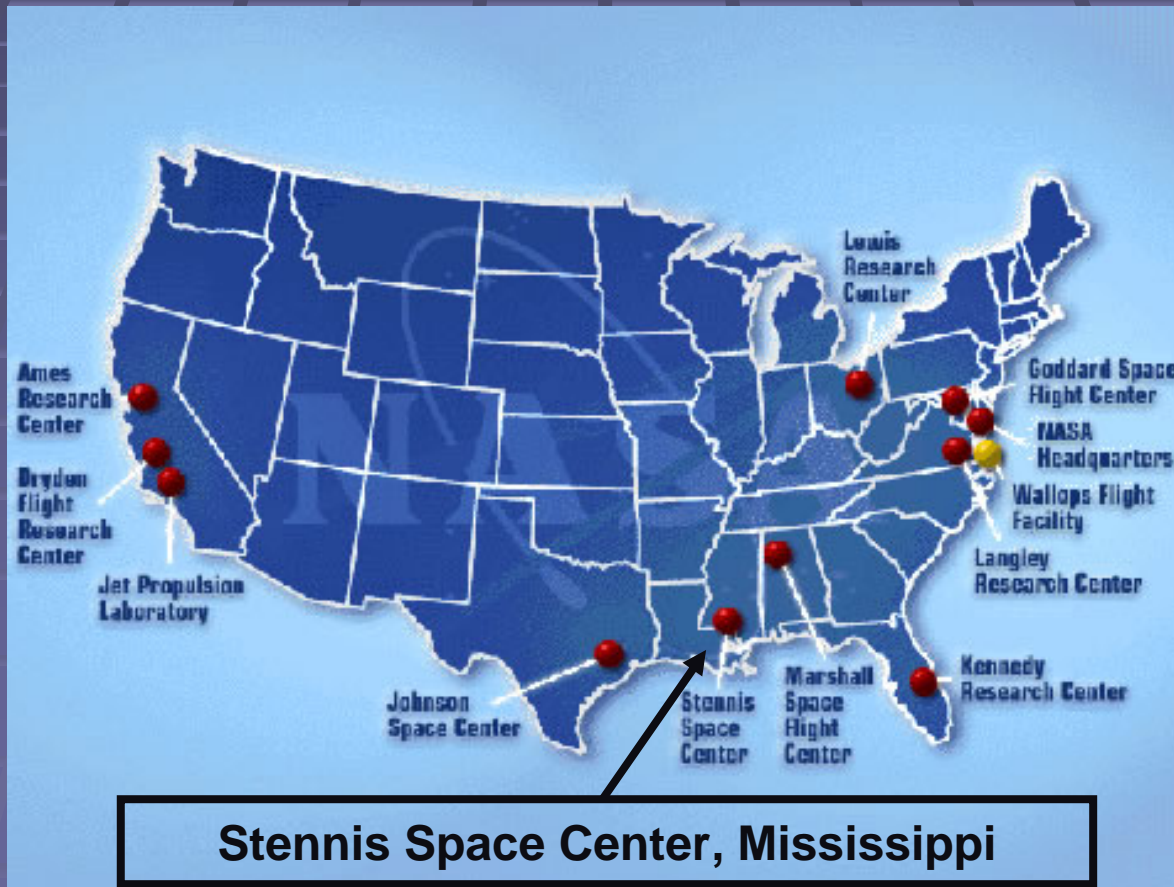 Lewis
Research
Center
Ames
Research
Center
Goddard Space
Flight Center
NASA
Headquarters
Dryden
Flight
Research
Center
Wallops Flight
Facility
NASA
Langley
Research Center
Jet Propulsion
Laboratory
Johnson
Space Center
Stennis
Space
Center
Marshall
Space
Flight
Center
Kennedy
Research Center
Stennis Space Center, Mississippi